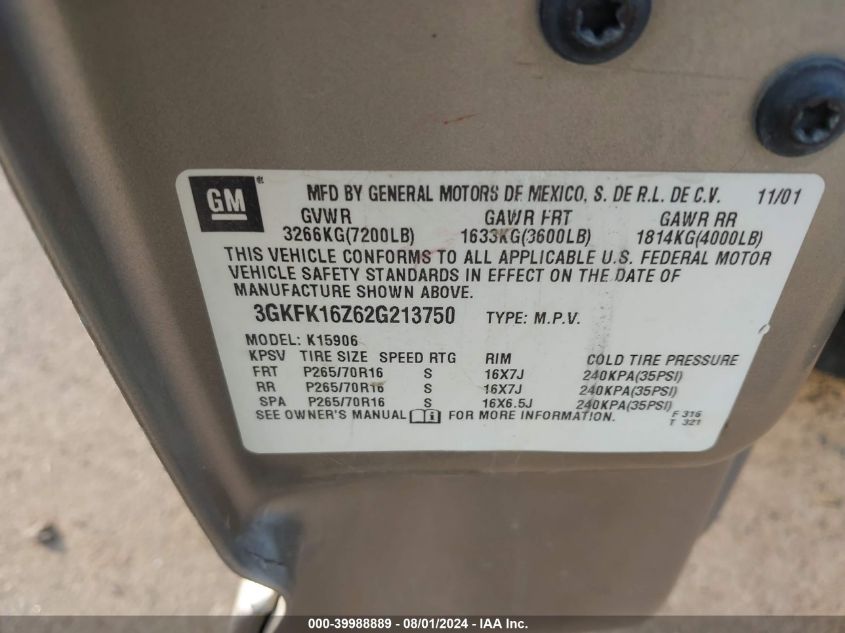 GM®
MFD BY GENERAL MOTORS DE MEXICO, S. DE R.L. DE C.V. 11/01
GVWR GAWR FRT GAWR RR
3266KG(7200LB) 1633KG(3600LB) 1814KG(4000LB)
THIS VEHICLE CONFORMS TO ALL APPLICABLE U.S. FEDERAL MOTOR
VEHICLE SAFETY STANDARDS IN EFFECT ON THE DATE OF
MANUFACTURE SHOWN ABOVE.
3GKFK16Z62G213750 TYPE: M.P.V.
MODEL: K15906
KPSV TIRE SIZE SPEED RTG RIM COLD TIRE PRESSURE
FRT P265/70R16 S 16X7J 240KPA(35PSI)
RR P265/70R16 S 16X7J 240KPA(35PSI)
SPA P265/70R16 S 16X6.5J 240KPA(35PSI)
SEE OWNER'S MANUAL FOR MORE INFORMATION. F 316
T 321
000-39988889 - 08/01/2024 - IAA Inc.